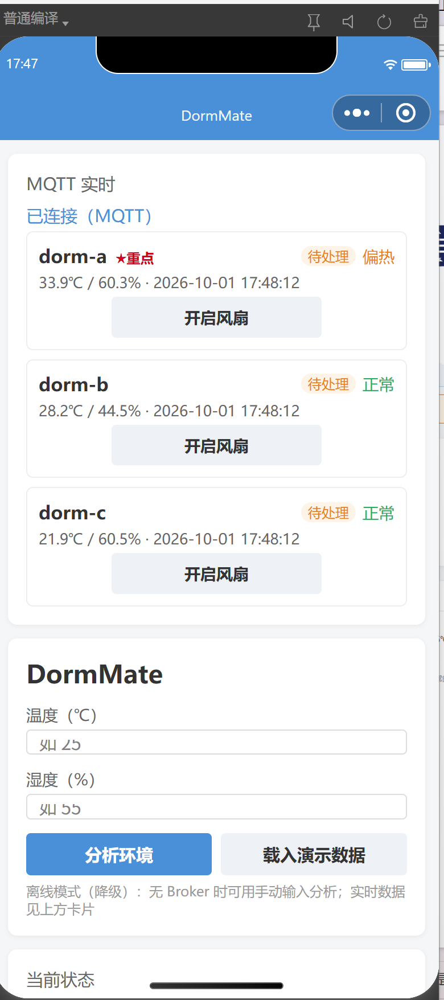 普通编译
17:47
DormMate
MQTT 实时
已连接（MQTT）
dorm-a ★重点 待处理 偏热
33.9℃ / 60.3% · 2026-10-01 17:48:12
开启风扇
dorm-b 待处理 正常
28.2℃ / 44.5% · 2026-10-01 17:48:12
开启风扇
dorm-c 待处理 正常
21.9℃ / 60.5% · 2026-10-01 17:48:12
开启风扇
DormMate
温度（℃）
如 25
湿度（%）
如 55
分析环境 载入演示数据
离线模式（降级）：无 Broker 时可用手动输入分析；实时数据
见上方卡片
当前状态